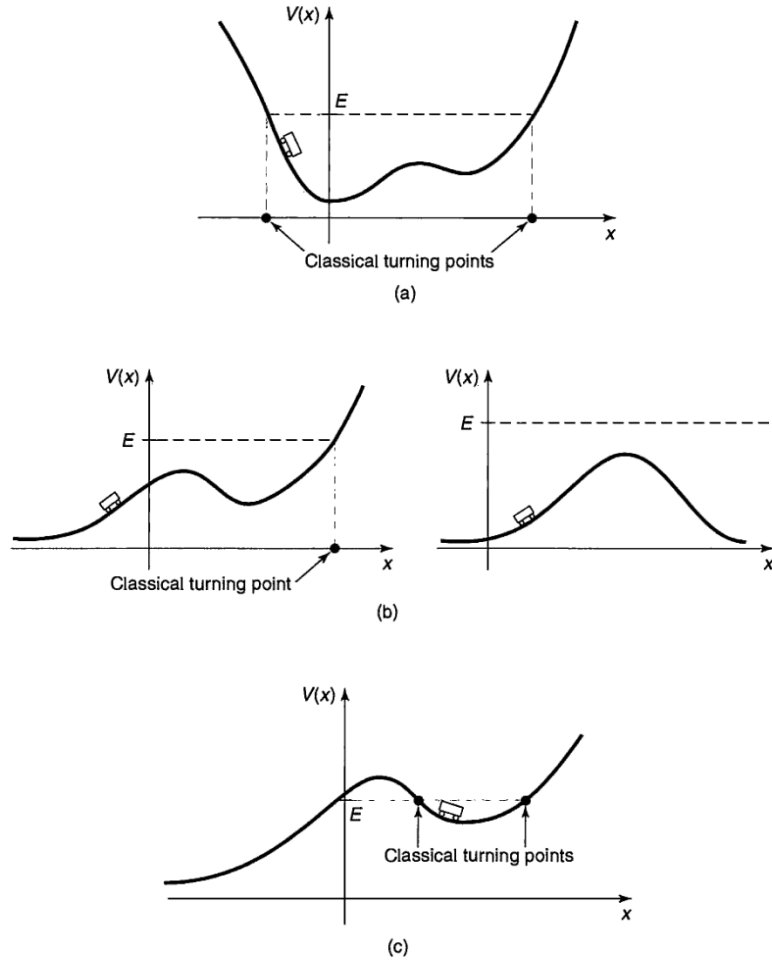 V(x)
E
x
Classical turning points
(a)
V(x)
E
x
Classical turning point
V(x)
E
x
(b)
V(x)
E
Classical turning points
x
(c)